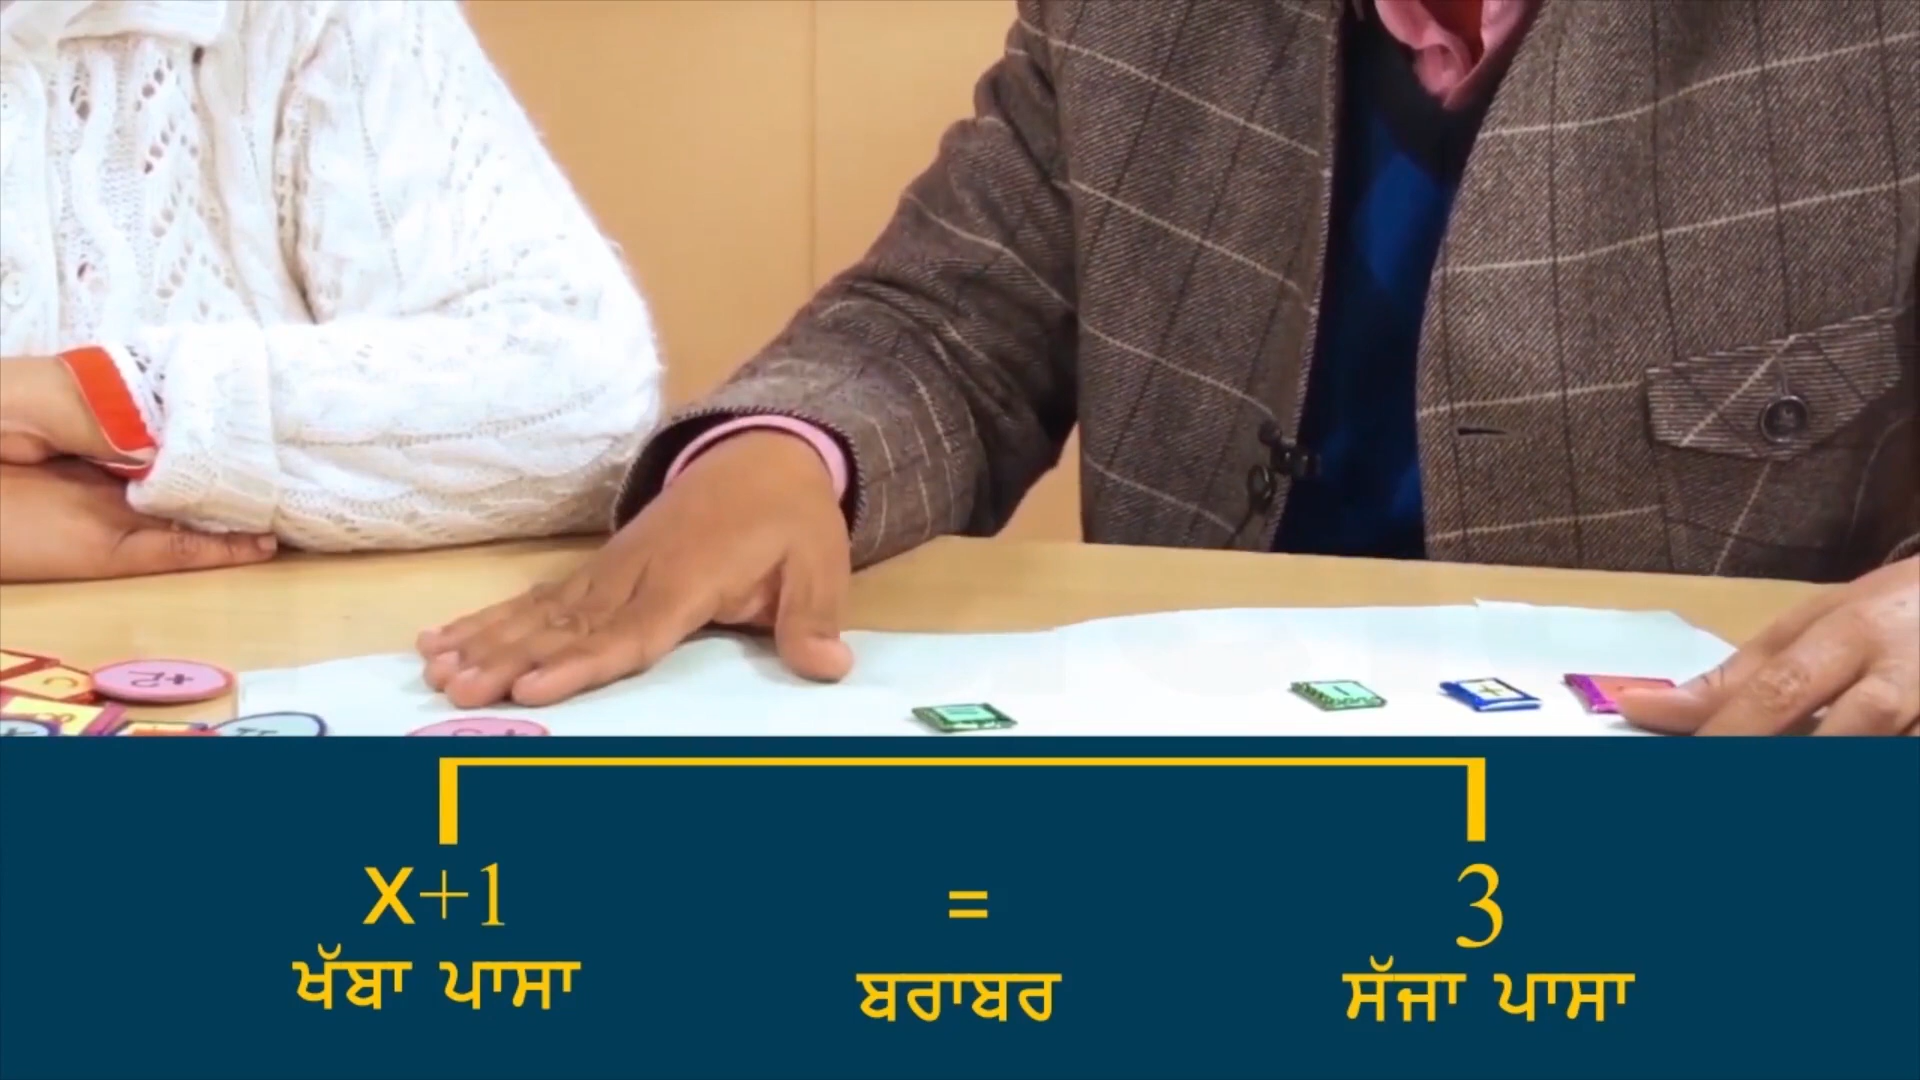 x+1 = 3
ਖੱਬਾ ਪਾਸਾ ਬਰਾਬਰ ਸੱਜਾ ਪਾਸਾ